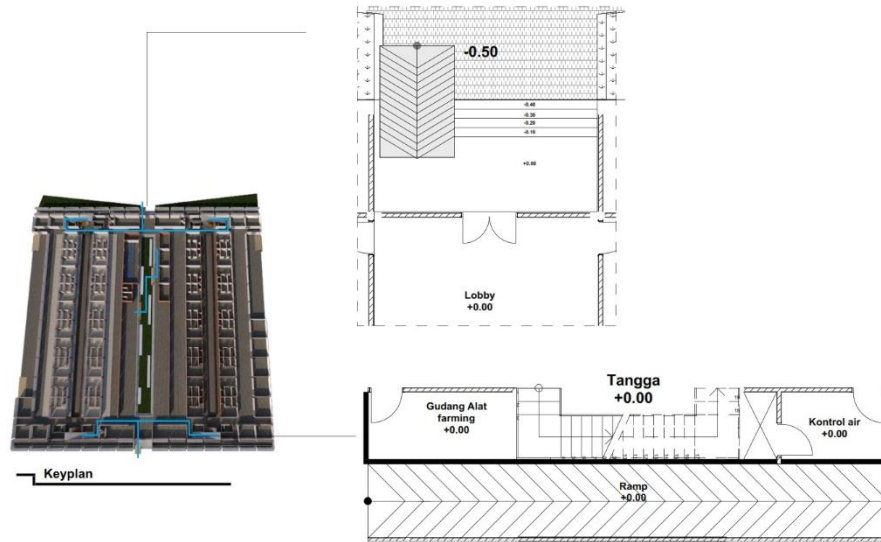 -0.50
-0.40
-0.30
-0.20
-0.10
+0.00
Lobby
+0.00
Keyplan
Gudang Alat
farming
+0.00
Tangga
+0.00
Kontrol air
+0.00
Ramp
+0.00